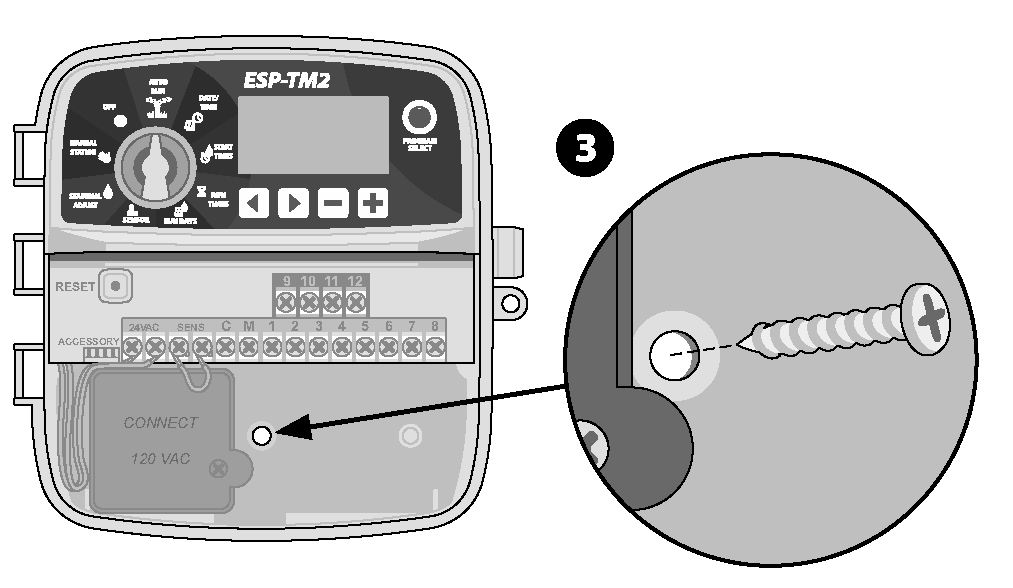 ESP-TM2
AUTO
RUN
DATE/
TIME
OFF
PROGRAM
SELECT
MANUAL
STATION
START
TIMES
SEASONAL
ADJUST
RUN
TIMES
SENSOR
RUN DAYS
3
RESET
9 10 11 12
24VAC SENS C M 1 2 3 4 5 6 7 8
ACCESSORY
CONNECT
120 VAC